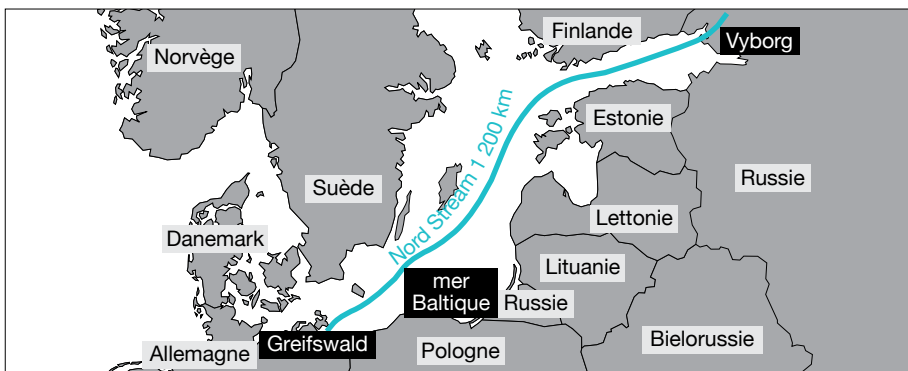 Finlande
Vyborg
Norvège
Estonie
Nord Stream 1 200 km
Suède
Russie
Lettonie
Danemark
Lituanie
mer
Baltique
Russie
Bielorussie
Greifswald
Allemagne
Pologne